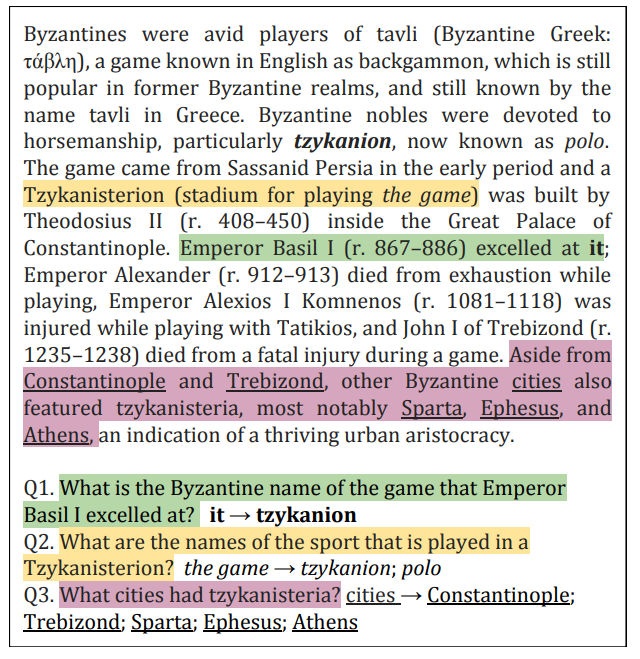 Byzantines were avid players of tavli (Byzantine Greek:
τάβλη), a game known in English as backgammon, which is still
popular in former Byzantine realms, and still known by the
name tavli in Greece. Byzantine nobles were devoted to
horsemanship, particularly tzykanion, now known as polo.
The game came from Sassanid Persia in the early period and a
Tzykanisterion (stadium for playing the game) was built by
Theodosius II (r. 408–450) inside the Great Palace of
Constantinople. Emperor Basil I (r. 867–886) excelled at it;
Emperor Alexander (r. 912–913) died from exhaustion while
playing, Emperor Alexios I Komnenos (r. 1081–1118) was
injured while playing with Tatikios, and John I of Trebizond (r.
1235–1238) died from a fatal injury during a game. Aside from
Constantinople and Trebizond, other Byzantine cities also
featured tzykanisteria, most notably Sparta, Ephesus, and
Athens, an indication of a thriving urban aristocracy.
Q1. What is the Byzantine name of the game that Emperor
Basil I excelled at? it → tzykanion
Q2. What are the names of the sport that is played in a
Tzykanisterion? the game → tzykanion; polo
Q3. What cities had tzykanisteria? cities → Constantinople;
Trebizond; Sparta; Ephesus; Athens